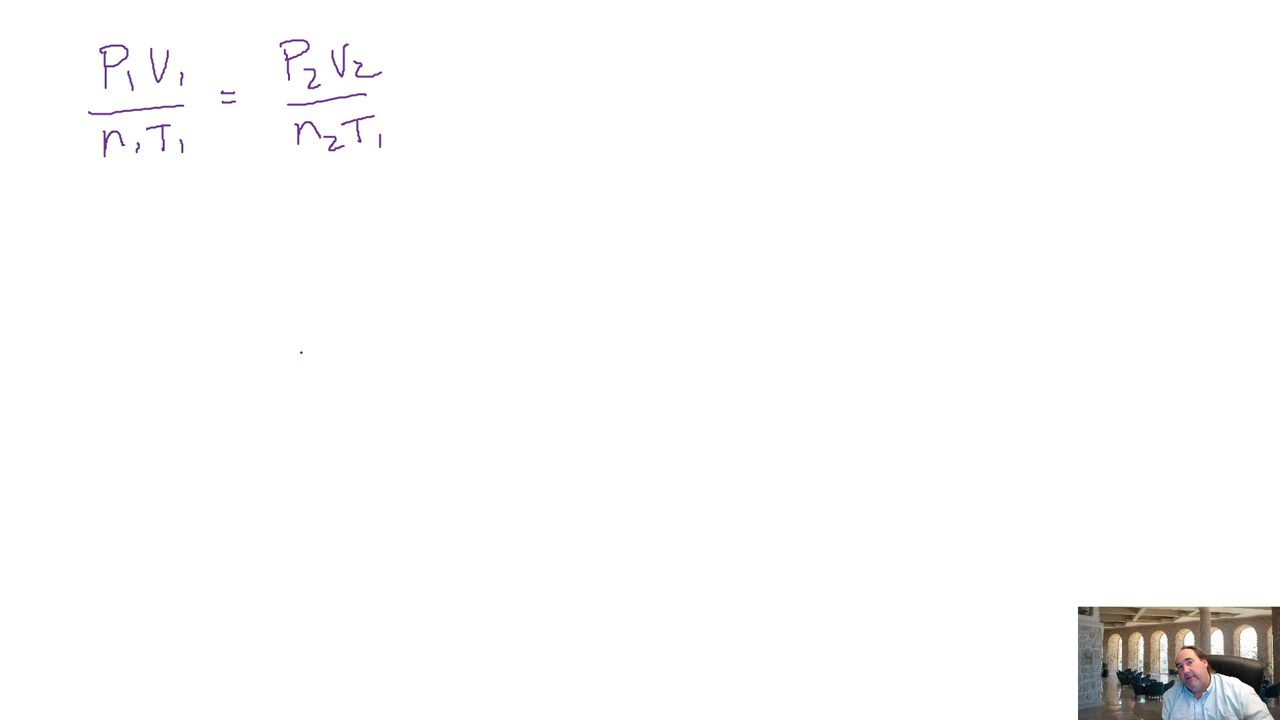 P₁V₁ / n₁T₁ = P₂V₂ / n₂T₁